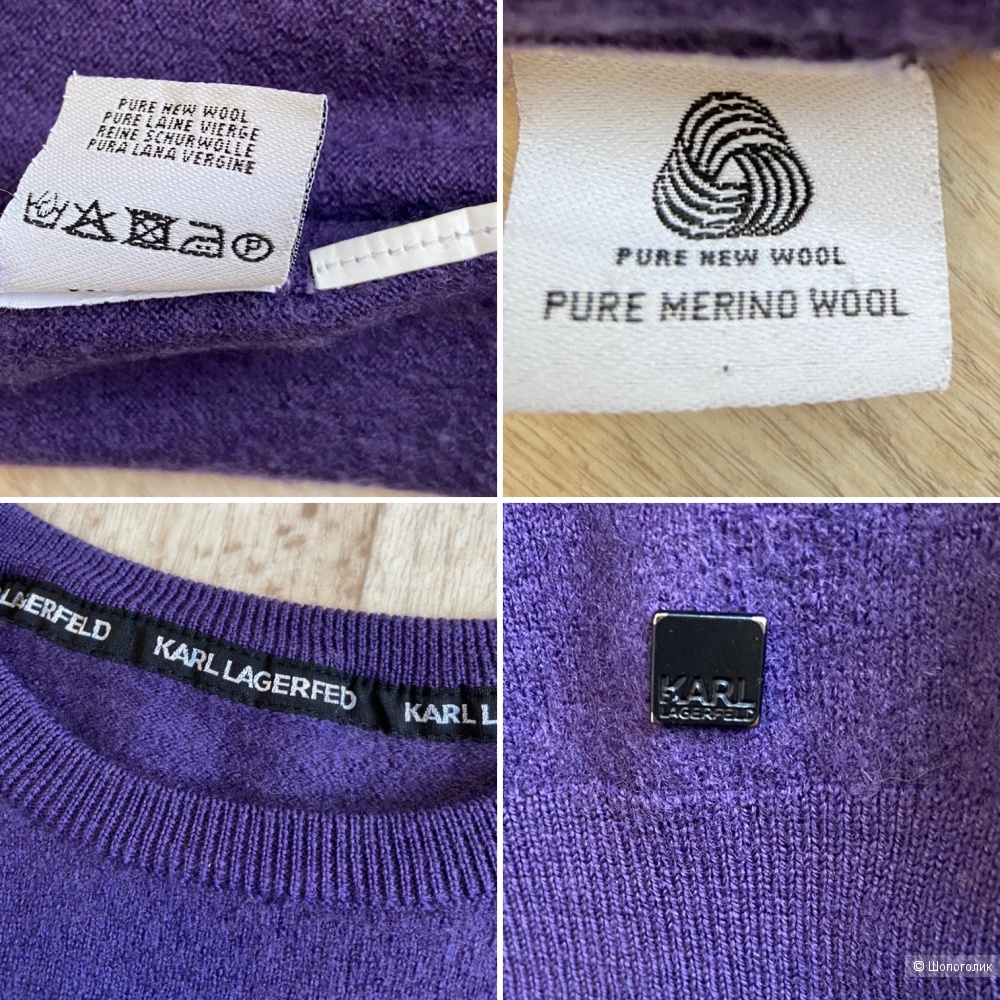 PURE NEW WOOL
PURE LAINE VIERGE
REINE SCHURWOLLE
PURA LANA VERGINE
P
PURE NEW WOOL
PURE MERINO WOOL
LAGERFELD
KARL LAGERFED
KARL L
KARL
LAGERFELD
© Шопоголик